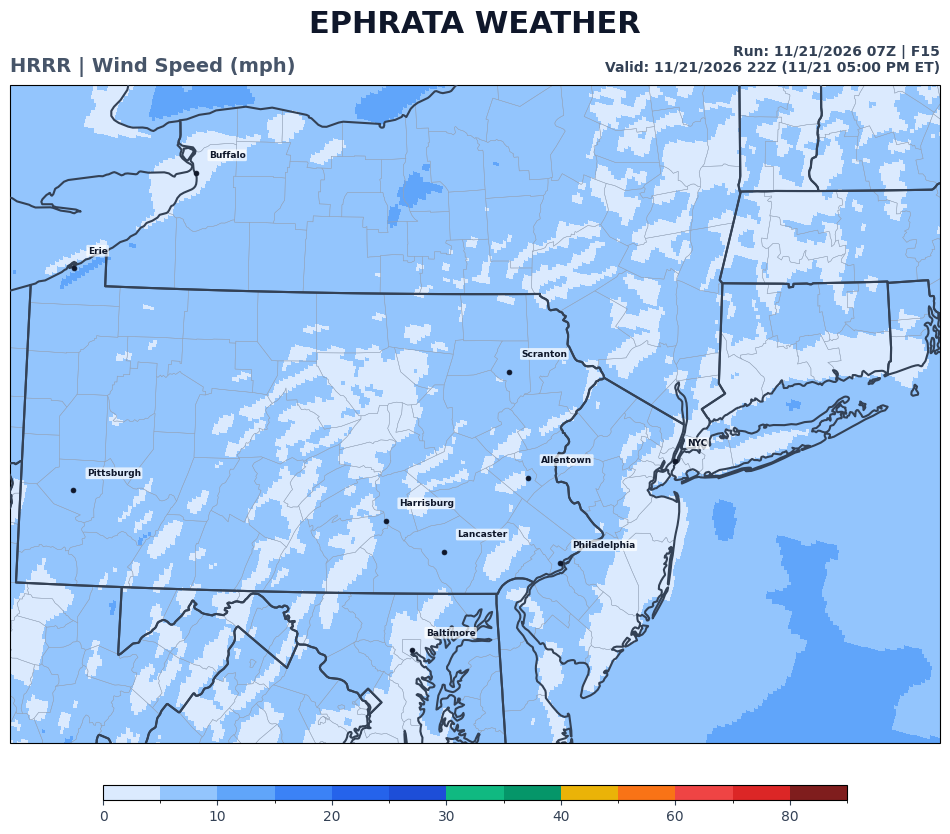 EPHRATA WEATHER
HRRR | Wind Speed (mph)
Run: 11/21/2026 07Z | F15
Valid: 11/21/2026 22Z (11/21 05:00 PM ET)
Buffalo
Erie
Scranton
NYC
Allentown
Pittsburgh
Harrisburg
Lancaster
Philadelphia
Baltimore
0 10 20 30 40 50 60 70 80